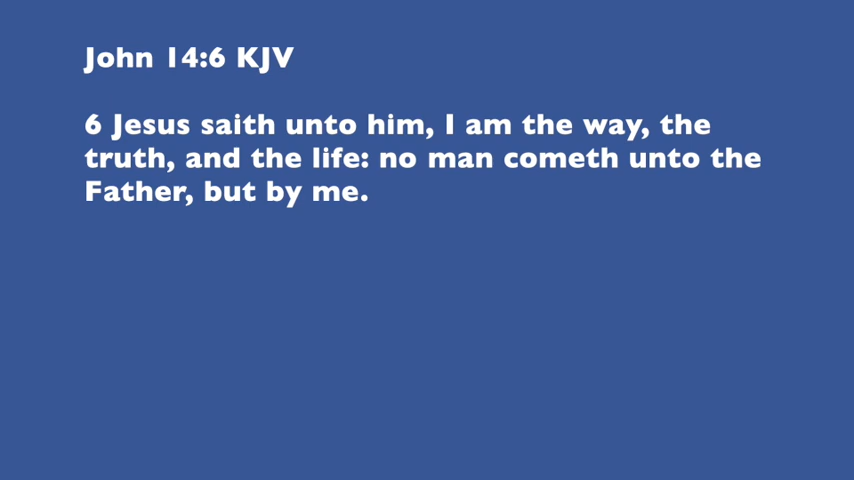 John 14:6 KJV
6 Jesus saith unto him, I am the way, the
truth, and the life: no man cometh unto the
Father, but by me.